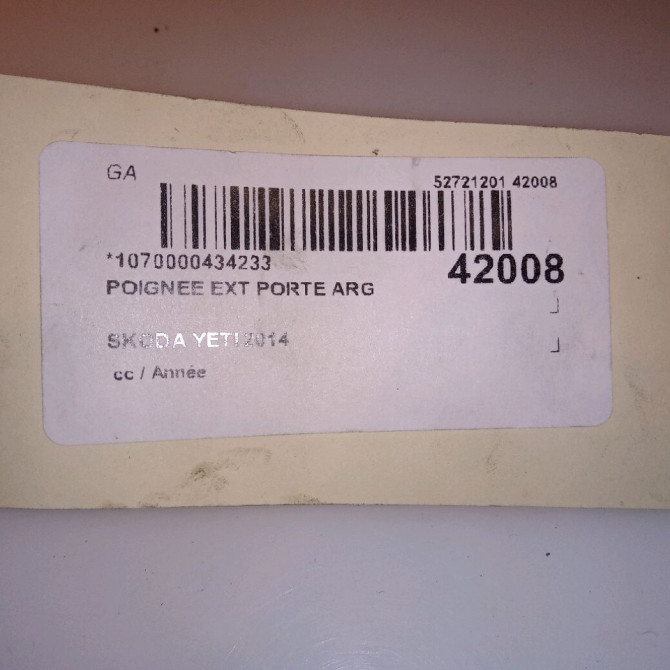 GA
52721201 42008
*1070000434233
42008
POIGNEE EXT PORTE ARG
SKODA YETI 2014
cc / Année